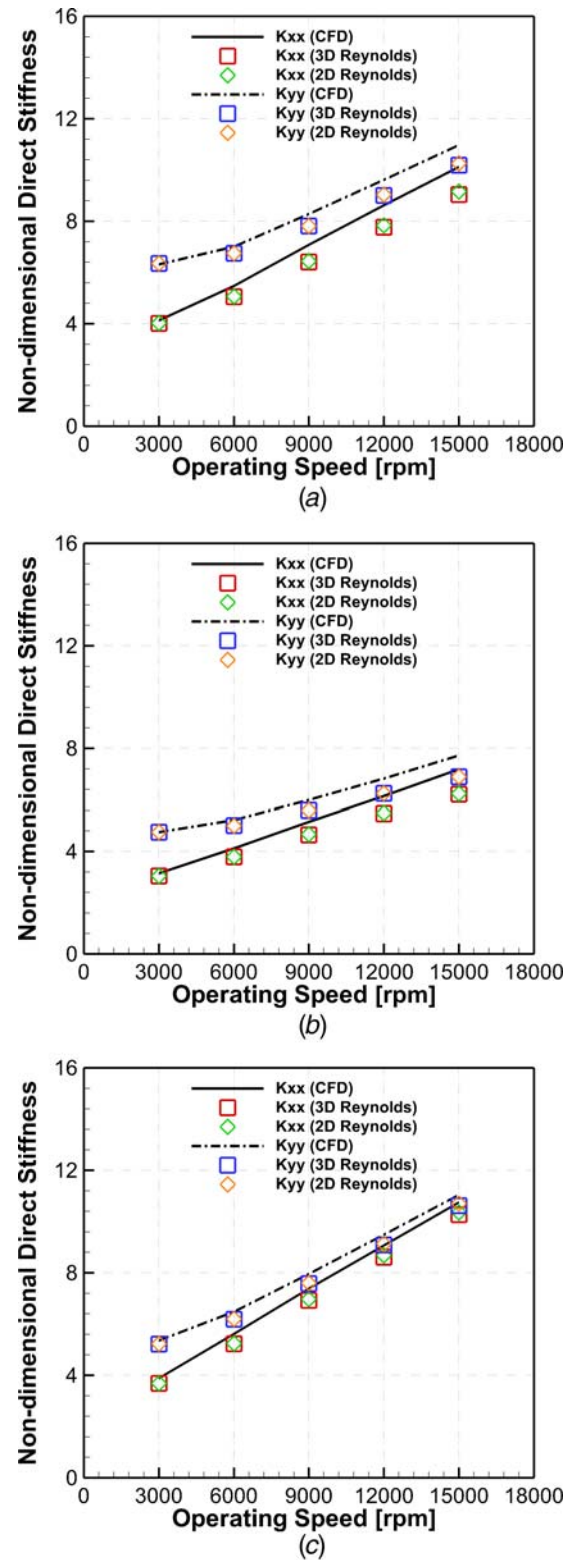 16
12
8
4
0
Non-dimensional Direct Stiffness
Kxx (CFD)
Kxx (3D Reynolds)
Kxx (2D Reynolds)
Kyy (CFD)
Kyy (3D Reynolds)
Kyy (2D Reynolds)
0 3000 6000 9000 12000 15000 18000
Operating Speed [rpm]
(a)
16
12
8
4
0
Non-dimensional Direct Stiffness
Kxx (CFD)
Kxx (3D Reynolds)
Kxx (2D Reynolds)
Kyy (CFD)
Kyy (3D Reynolds)
Kyy (2D Reynolds)
0 3000 6000 9000 12000 15000 18000
Operating Speed [rpm]
(b)
16
12
8
4
0
Non-dimensional Direct Stiffness
Kxx (CFD)
Kxx (3D Reynolds)
Kxx (2D Reynolds)
Kyy (CFD)
Kyy (3D Reynolds)
Kyy (2D Reynolds)
0 3000 6000 9000 12000 15000 18000
Operating Speed [rpm]
(c)